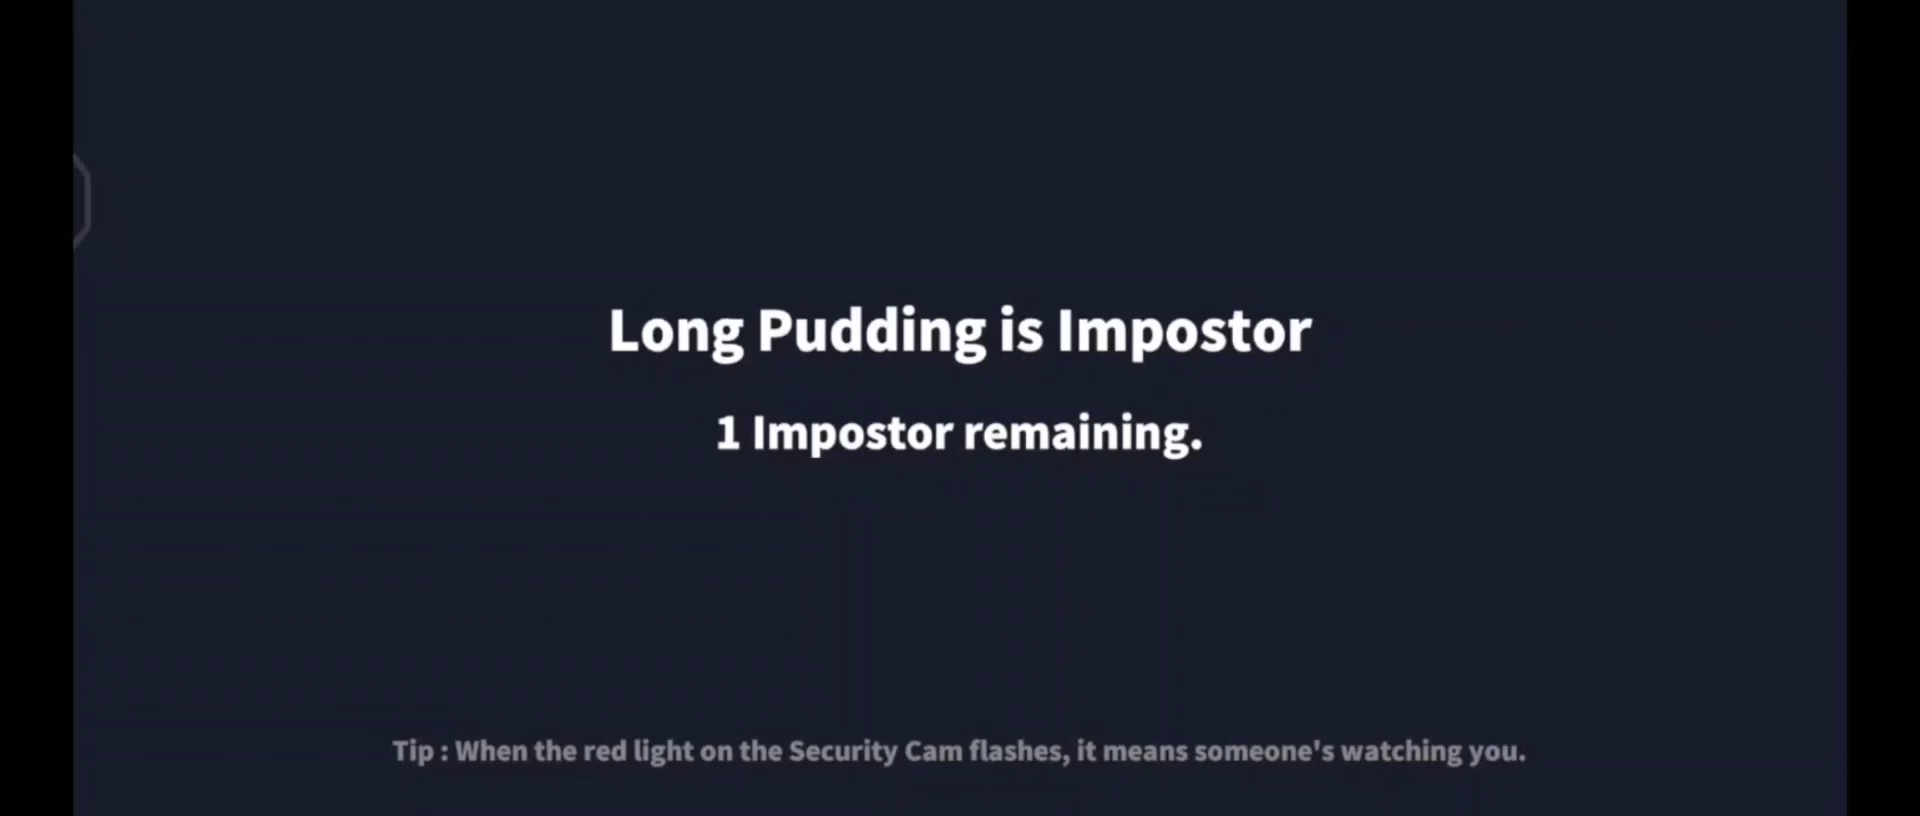 Long Pudding is Impostor
1 Impostor remaining.
Tip : When the red light on the Security Cam flashes, it means someone's watching you.